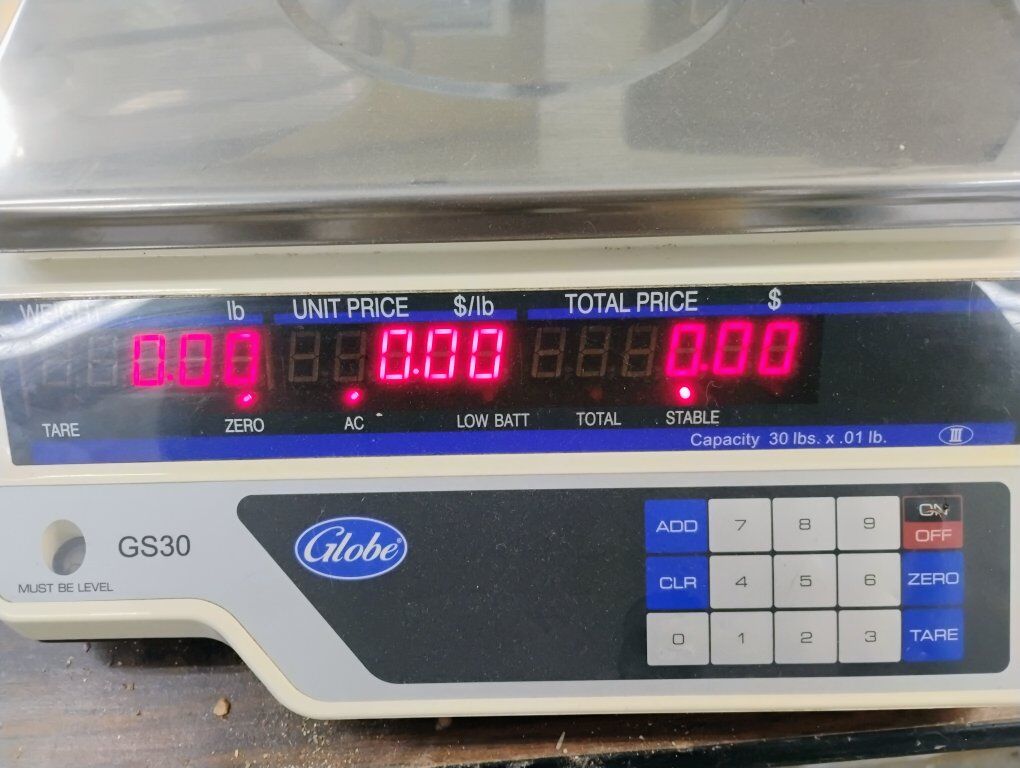 WEIGHT lb UNIT PRICE $/lb TOTAL PRICE $
0.00 0.00 0.00
TARE ZERO AC LOW BATT TOTAL STABLE
Capacity 30 lbs. x .01 lb. III
ADD 7 8 9 ON
OFF
GS30 Globe®
CLR 4 5 6 ZERO
MUST BE LEVEL
0 1 2 3 TARE